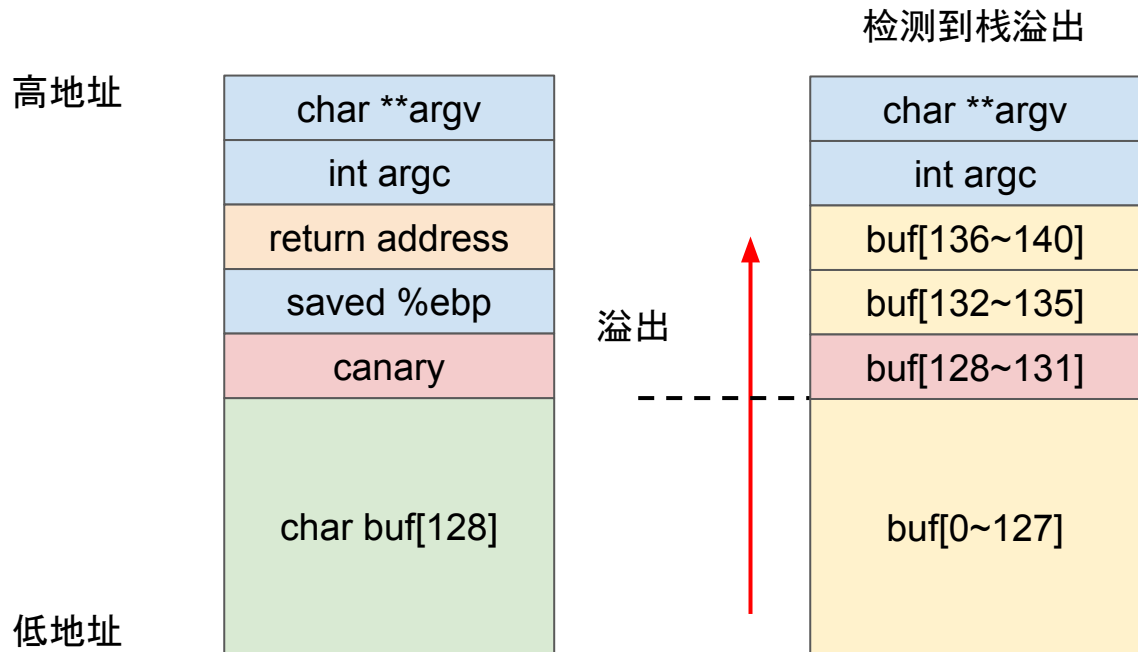 检测到栈溢出
高地址
char **argv
int argc
return address
saved %ebp
canary
char buf[128]
低地址
溢出
char **argv
int argc
buf[136~140]
buf[132~135]
buf[128~131]
buf[0~127]